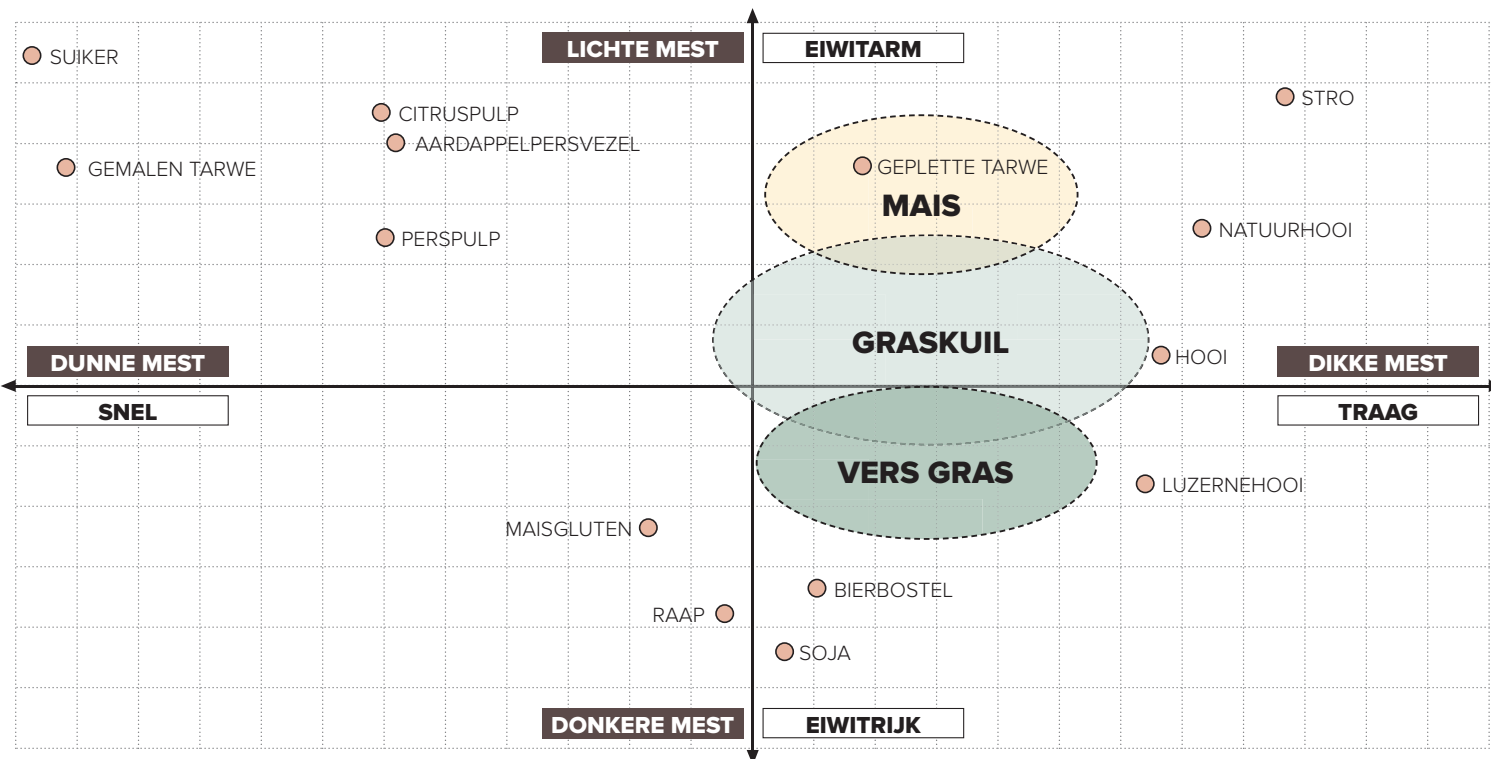 LICHTE MEST
EIWITARM
SUIKER
STRO
CITRUSPULP
AARDAPPELPERSVEZEL
GEMALEN TARWE
GEPLETTE TARWE
MAIS
PERSPULP
NATUURHOOI
GRASKUIL
HOOI
DUNNE MEST
DIKKE MEST
SNEL
TRAAG
VERS GRAS
LUZERNEHOOI
MAISGLUTEN
BIERBOSTEL
RAAP
SOJA
DONKERE MEST
EIWITRIJK